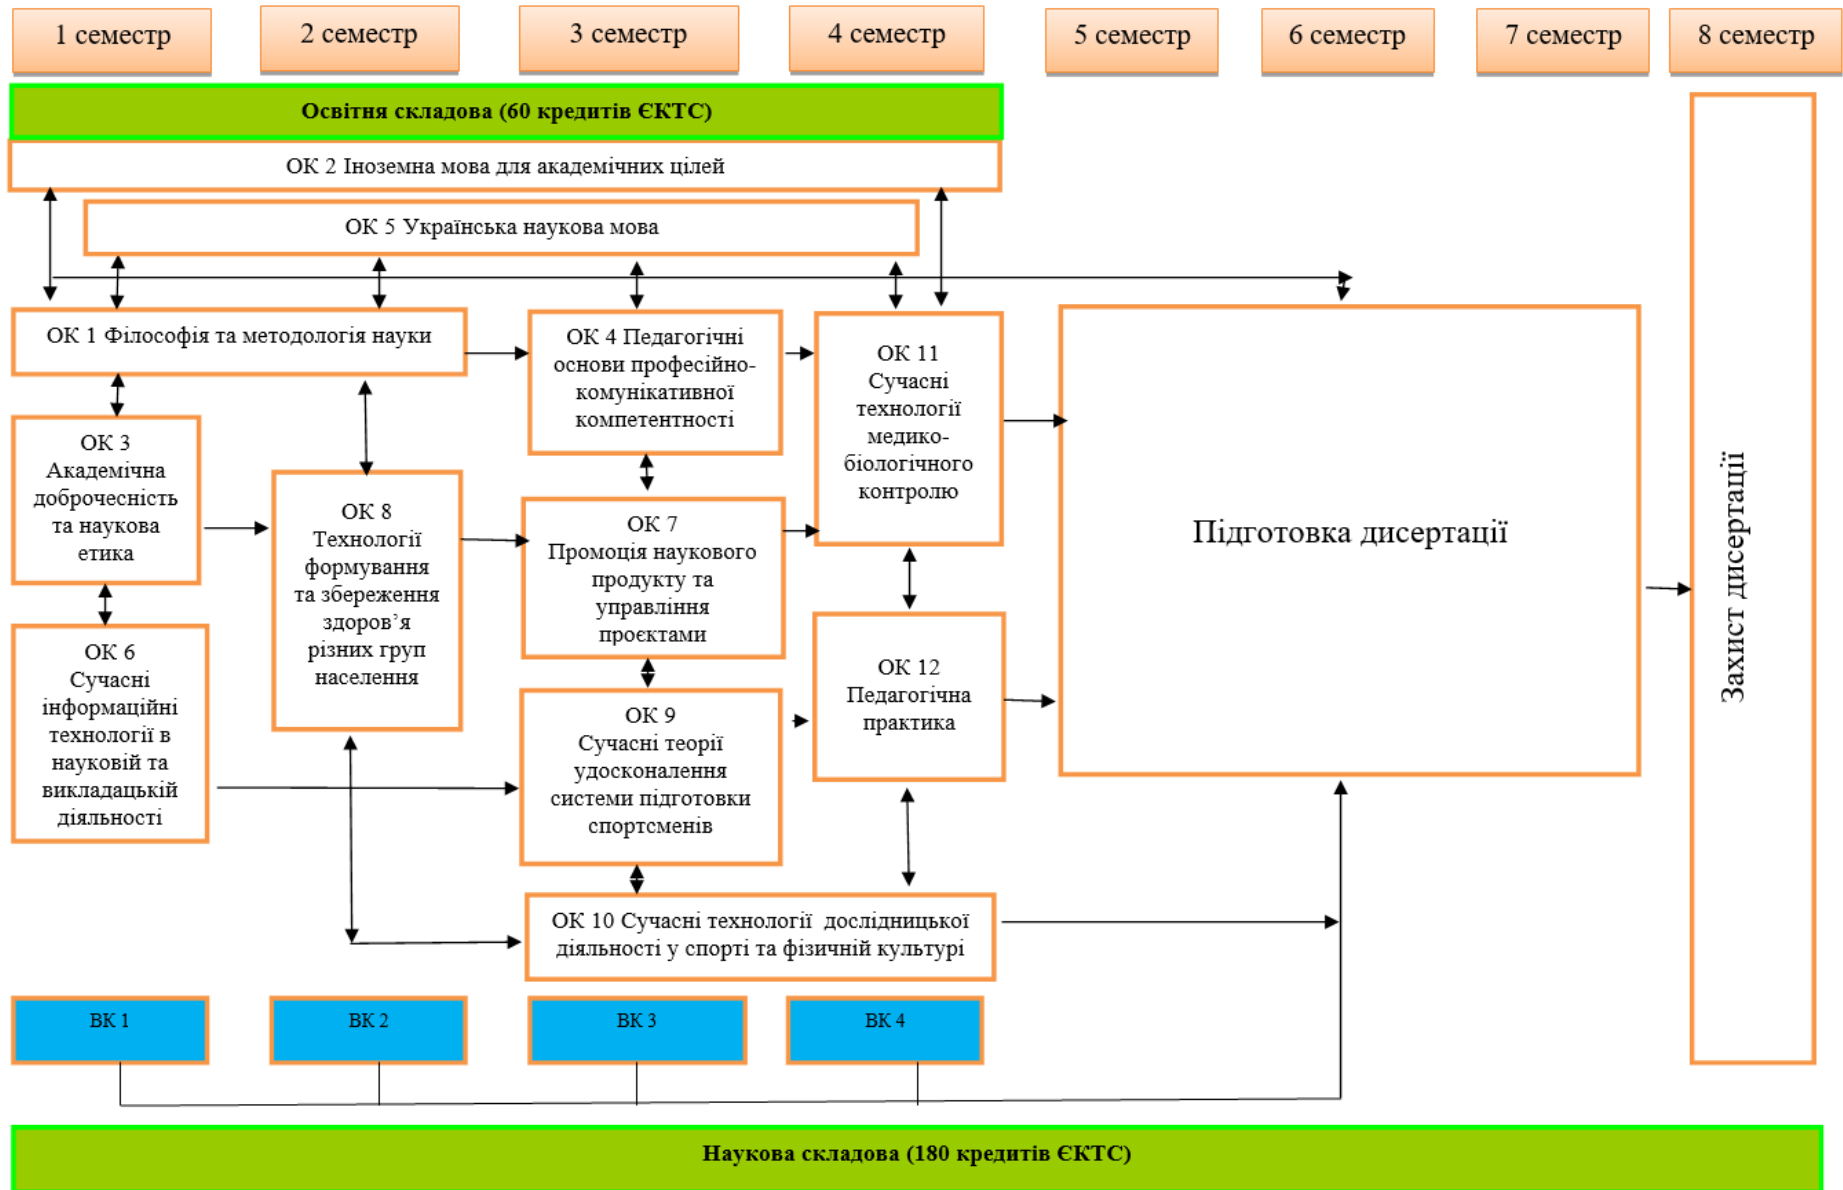 1 семестр
2 семестр
3 семестр
4 семестр
5 семестр
6 семестр
7 семестр
8 семестр
Освітня складова (60 кредитів ЄКТС)
ОК 2 Іноземна мова для академічних цілей
ОК 5 Українська наукова мова
ОК 1 Філософія та методологія науки
ОК 3
Академічна
доброчесність
та наукова
етика
ОК 6
Сучасні
інформаційні
технології в
науковій та
викладацькій
діяльності
ОК 8
Технології
формування
та збереження
здоров’я
різних груп
населення
ОК 4 Педагогічні
основи професійно-
комунікативної
компетентності
ОК 7
Промоція наукового
продукту та
управління
проєктами
ОК 9
Сучасні теорії
удосконалення
системи підготовки
спортсменів
ОК 10 Сучасні технології  дослідницької
діяльності у спорті та фізичній культурі
ОК 11
Сучасні
технології
медико-
біологічного
контролю
ОК 12
Педагогічна
практика
Підготовка дисертації
Захист дисертації
ВК 1
ВК 2
ВК 3
ВК 4
Наукова складова (180 кредитів ЄКТС)